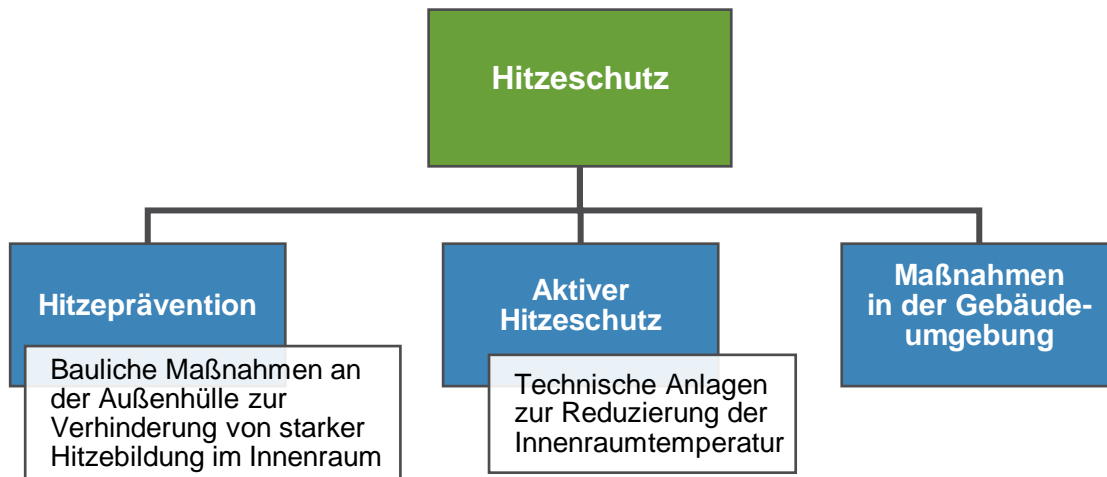 Hitzeschutz
Hitzeprävention
Bauliche Maßnahmen an
der Außenhülle zur
Verhinderung von starker
Hitzebildung im Innenraum
Aktiver
Hitzeschutz
Technische Anlagen
zur Reduzierung der
Innenraumtemperatur
Maßnahmen
in der Gebäude-
umgebung